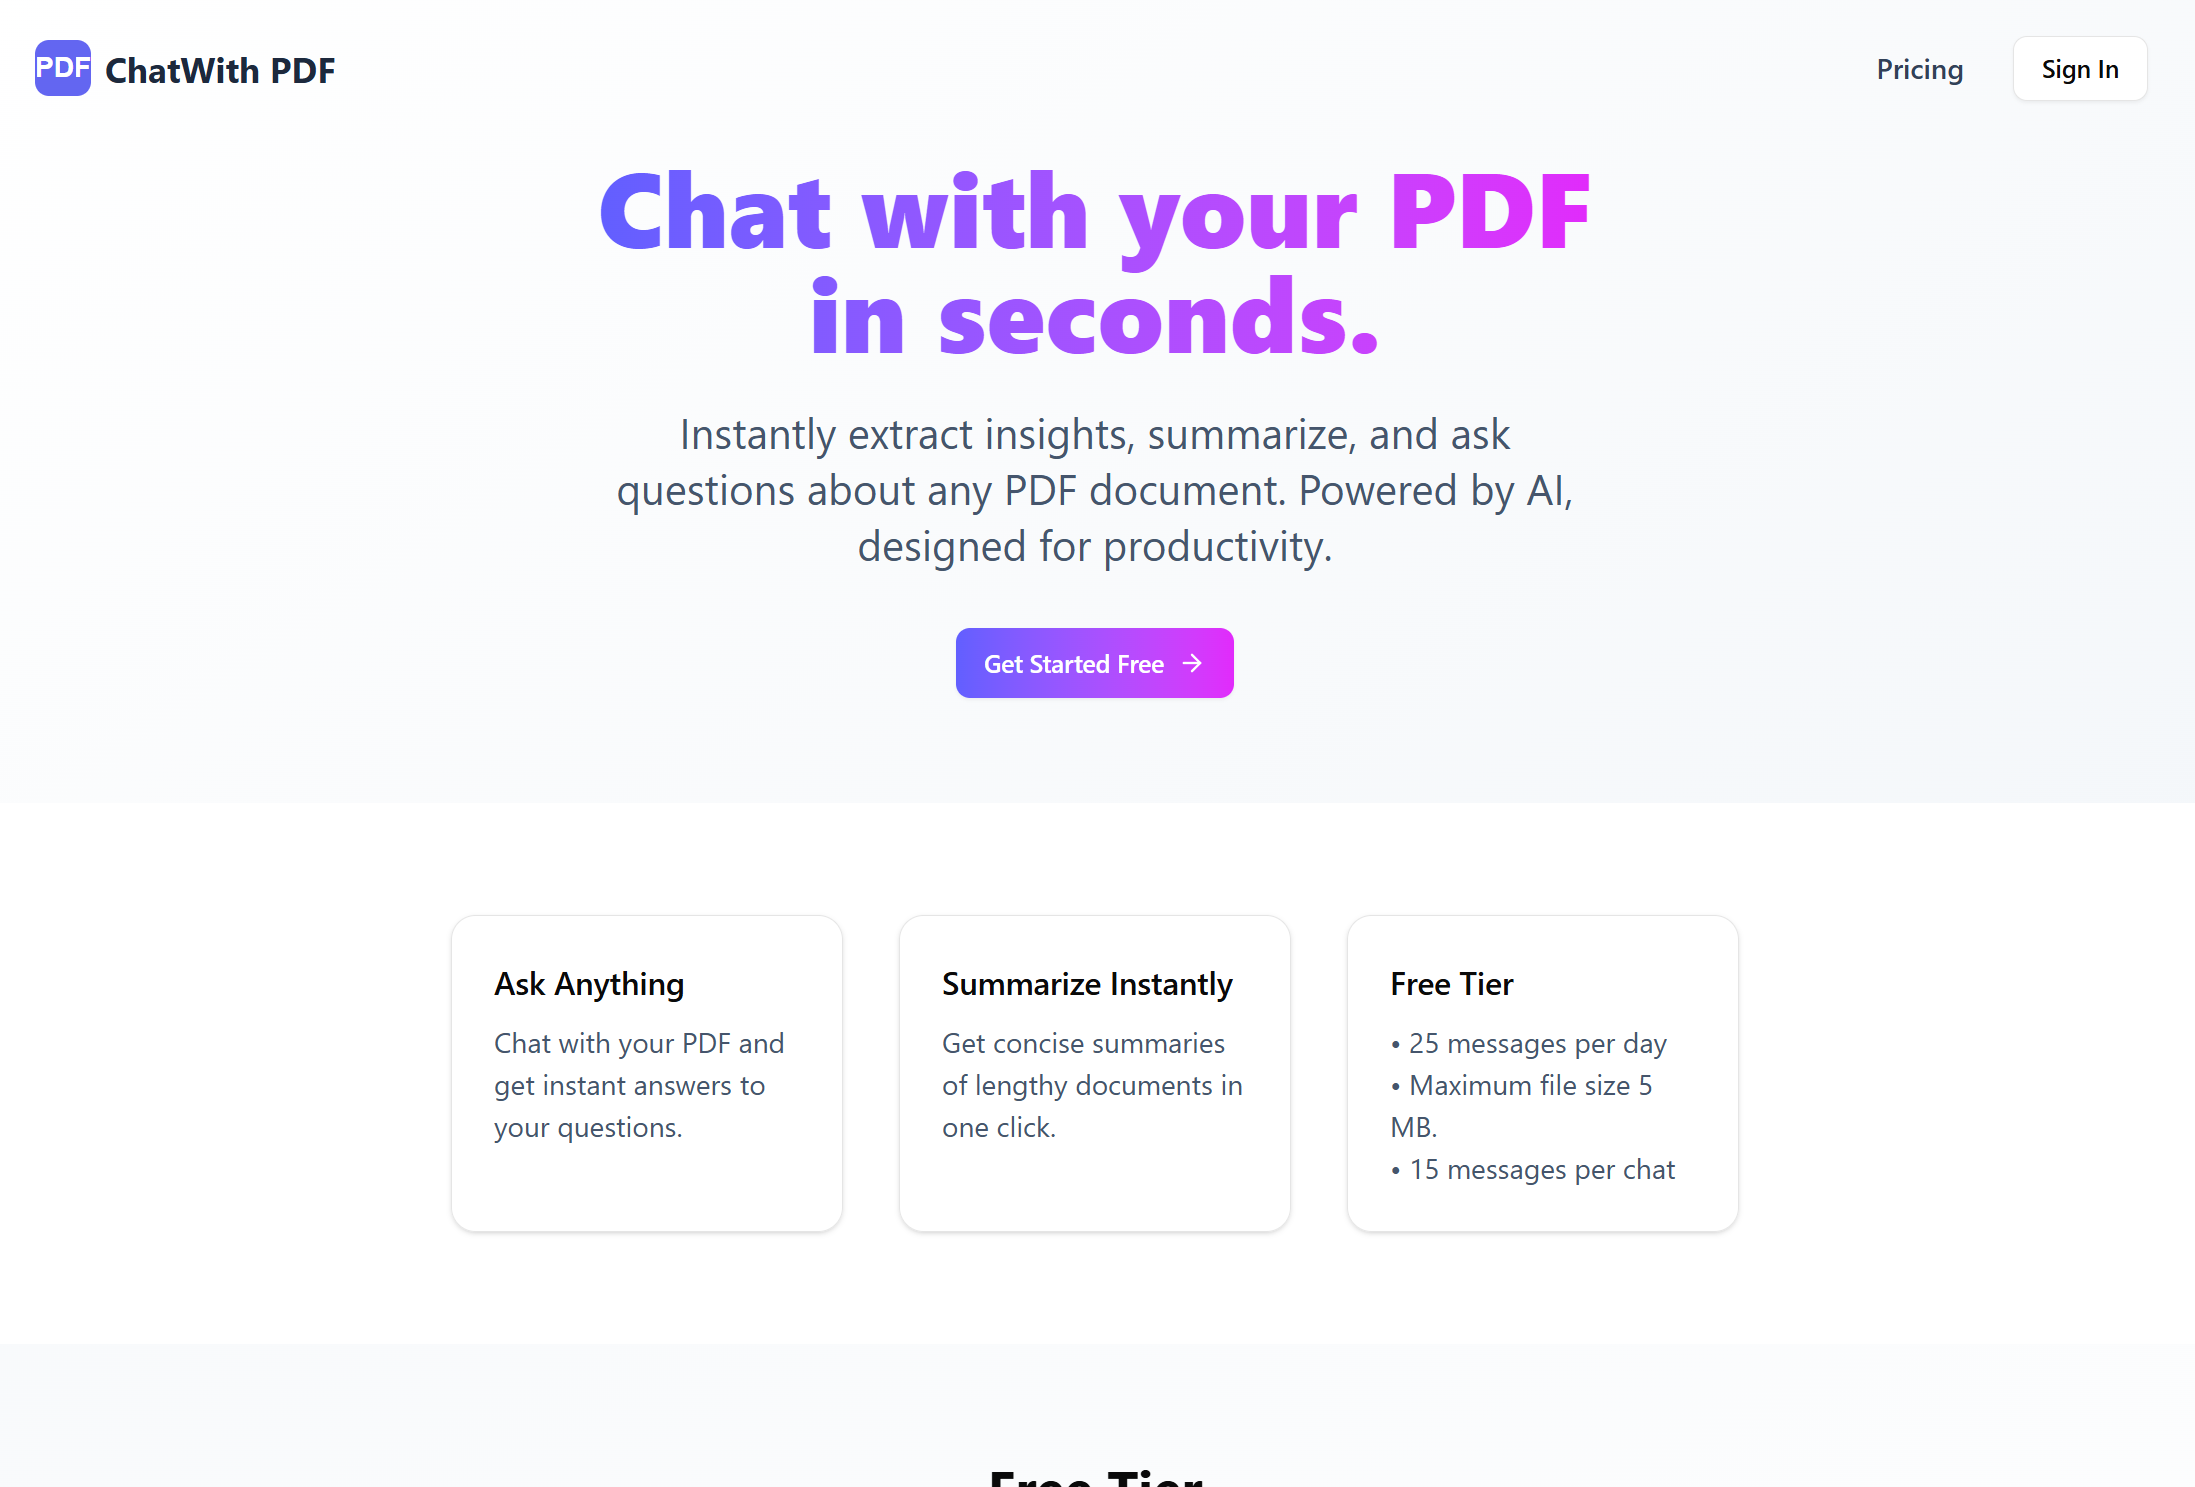 PDF ChatWith PDF
Pricing
Sign In
Chat with your PDF
in seconds.
Instantly extract insights, summarize, and ask
questions about any PDF document. Powered by AI,
designed for productivity.
Get Started Free →
Ask Anything
Chat with your PDF and
get instant answers to
your questions.
Summarize Instantly
Get concise summaries
of lengthy documents in
one click.
Free Tier
• 25 messages per day
• Maximum file size 5
MB.
• 15 messages per chat
Free Tier